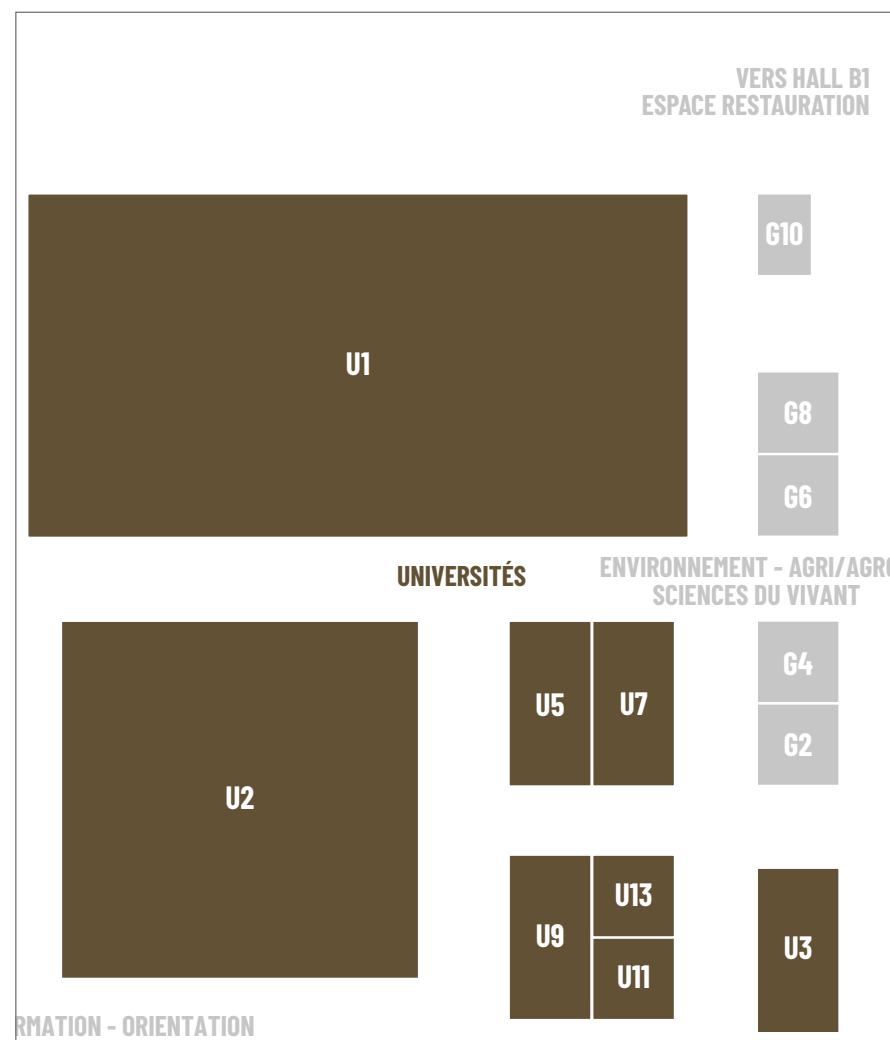 VERS HALL B1
ESPACE RESTAURATION
G10
U1
G8
G6
UNIVERSITÉS
ENVIRONNEMENT - AGRI/AGRO
SCIENCES DU VIVANT
U5
U7
G4
G2
U2
U9
U13
U11
U3
RMATION - ORIENTATION